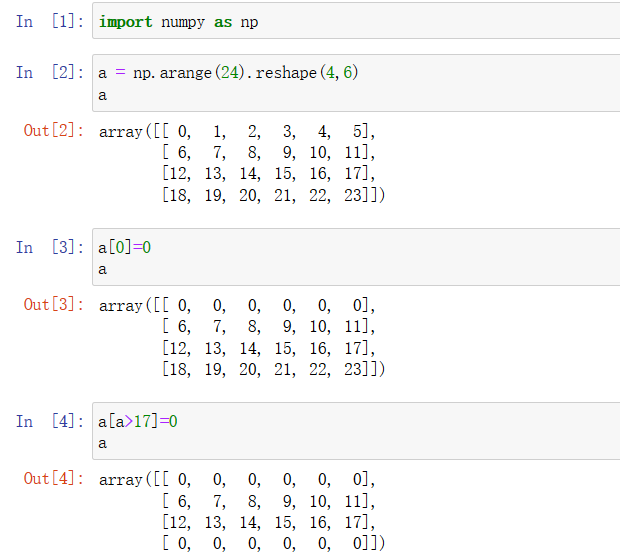 In [1]: import numpy as np
In [2]: a = np.arange(24).reshape(4,6)
a
Out[2]: array([[ 0,  1,  2,  3,  4,  5],
[ 6,  7,  8,  9, 10, 11],
[12, 13, 14, 15, 16, 17],
[18, 19, 20, 21, 22, 23]])
In [3]: a[0]=0
a
Out[3]: array([[ 0,  0,  0,  0,  0,  0],
[ 6,  7,  8,  9, 10, 11],
[12, 13, 14, 15, 16, 17],
[18, 19, 20, 21, 22, 23]])
In [4]: a[a>17]=0
a
Out[4]: array([[ 0,  0,  0,  0,  0,  0],
[ 6,  7,  8,  9, 10, 11],
[12, 13, 14, 15, 16, 17],
[ 0,  0,  0,  0,  0,  0]])